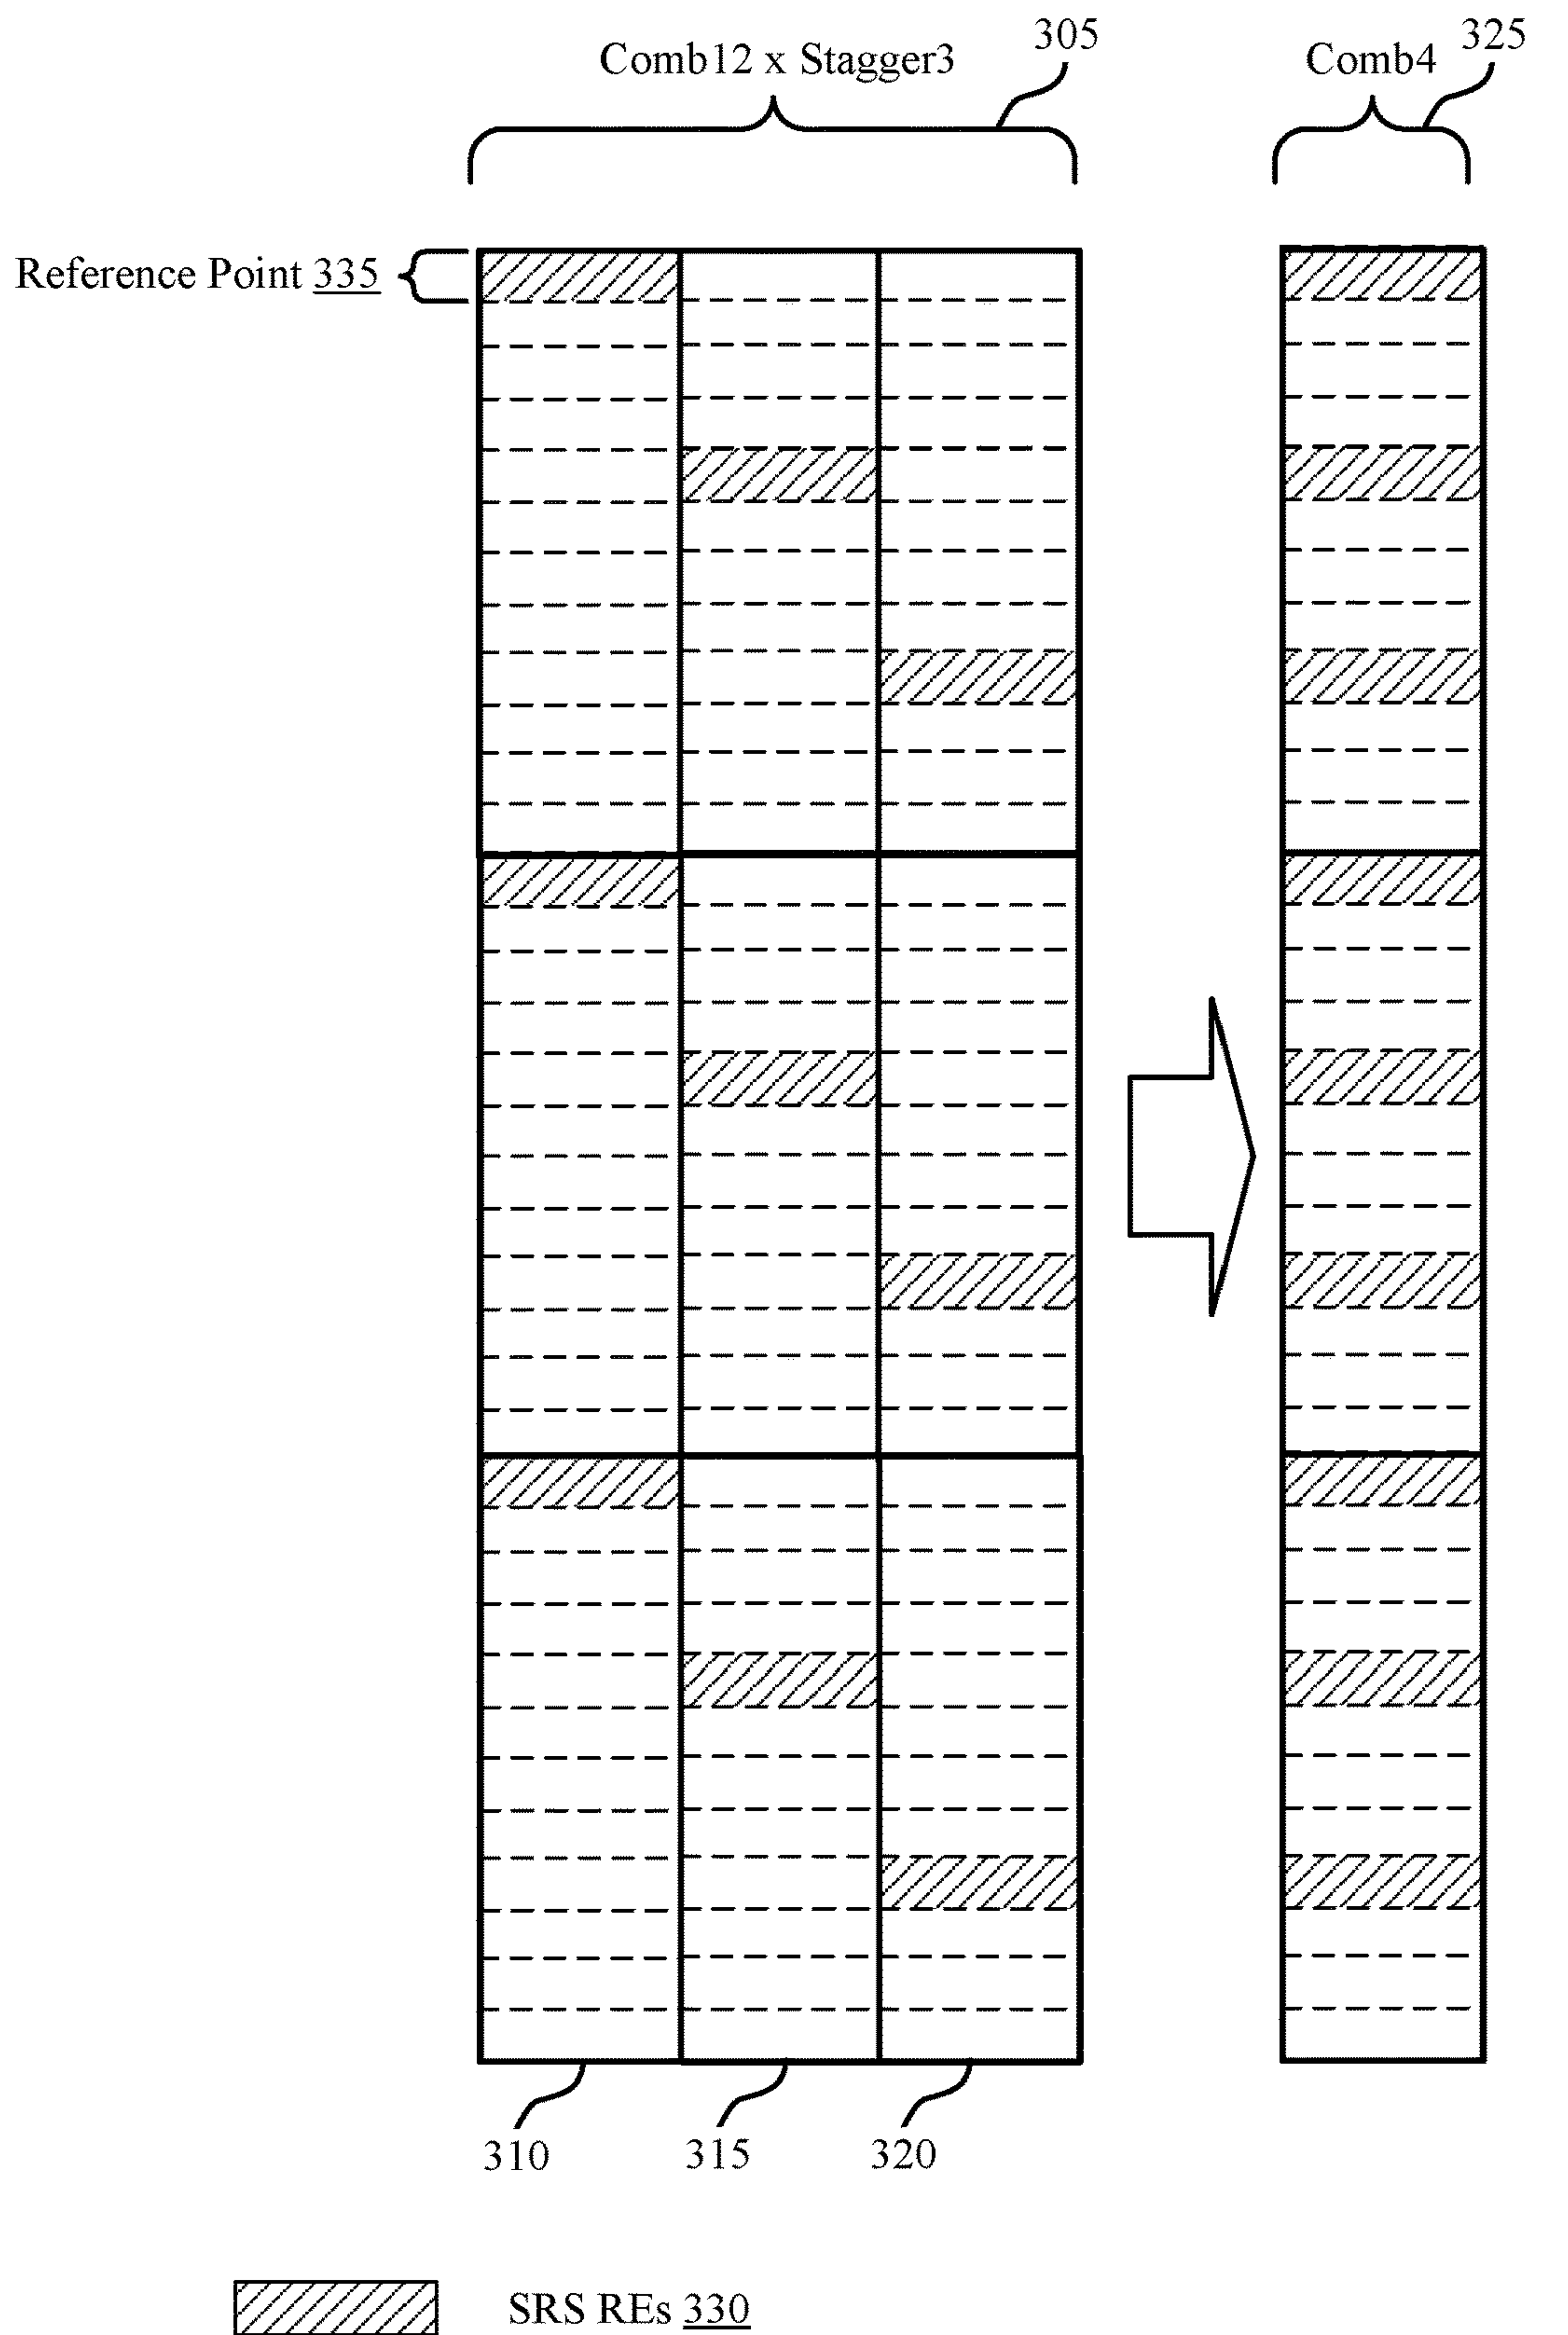 305
325
Comb12 x Stagger3
Comb4
Reference Point 335
310
315
320
SRS REs 330